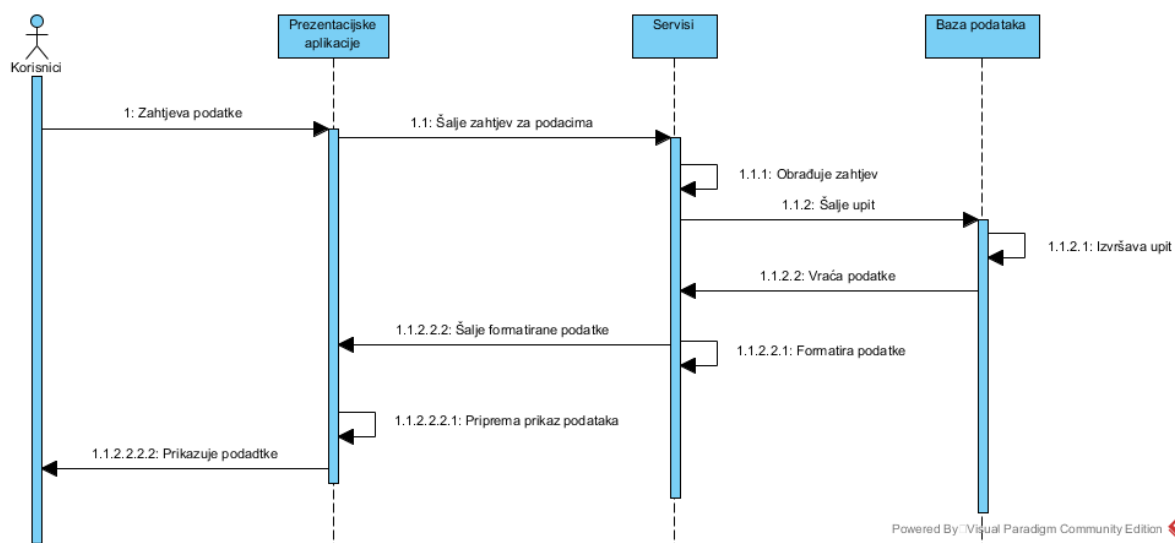 Prezentacijske
aplikacije
Servisi
Baza podataka
Korisnici
1: Zahtjeva podatke
1.1: Šalje zahtjev za podacima
1.1.1: Obrađuje zahtjev
1.1.2: Šalje upit
1.1.2.1: Izvršava upit
1.1.2.2: Vraća podatke
1.1.2.2.2: Šalje formatirane podatke
1.1.2.2.1: Formatira podatke
1.1.2.2.2.1: Priprema prikaz podataka
1.1.2.2.2.2: Prikazuje podadtke
Powered By Visual Paradigm Community Edition